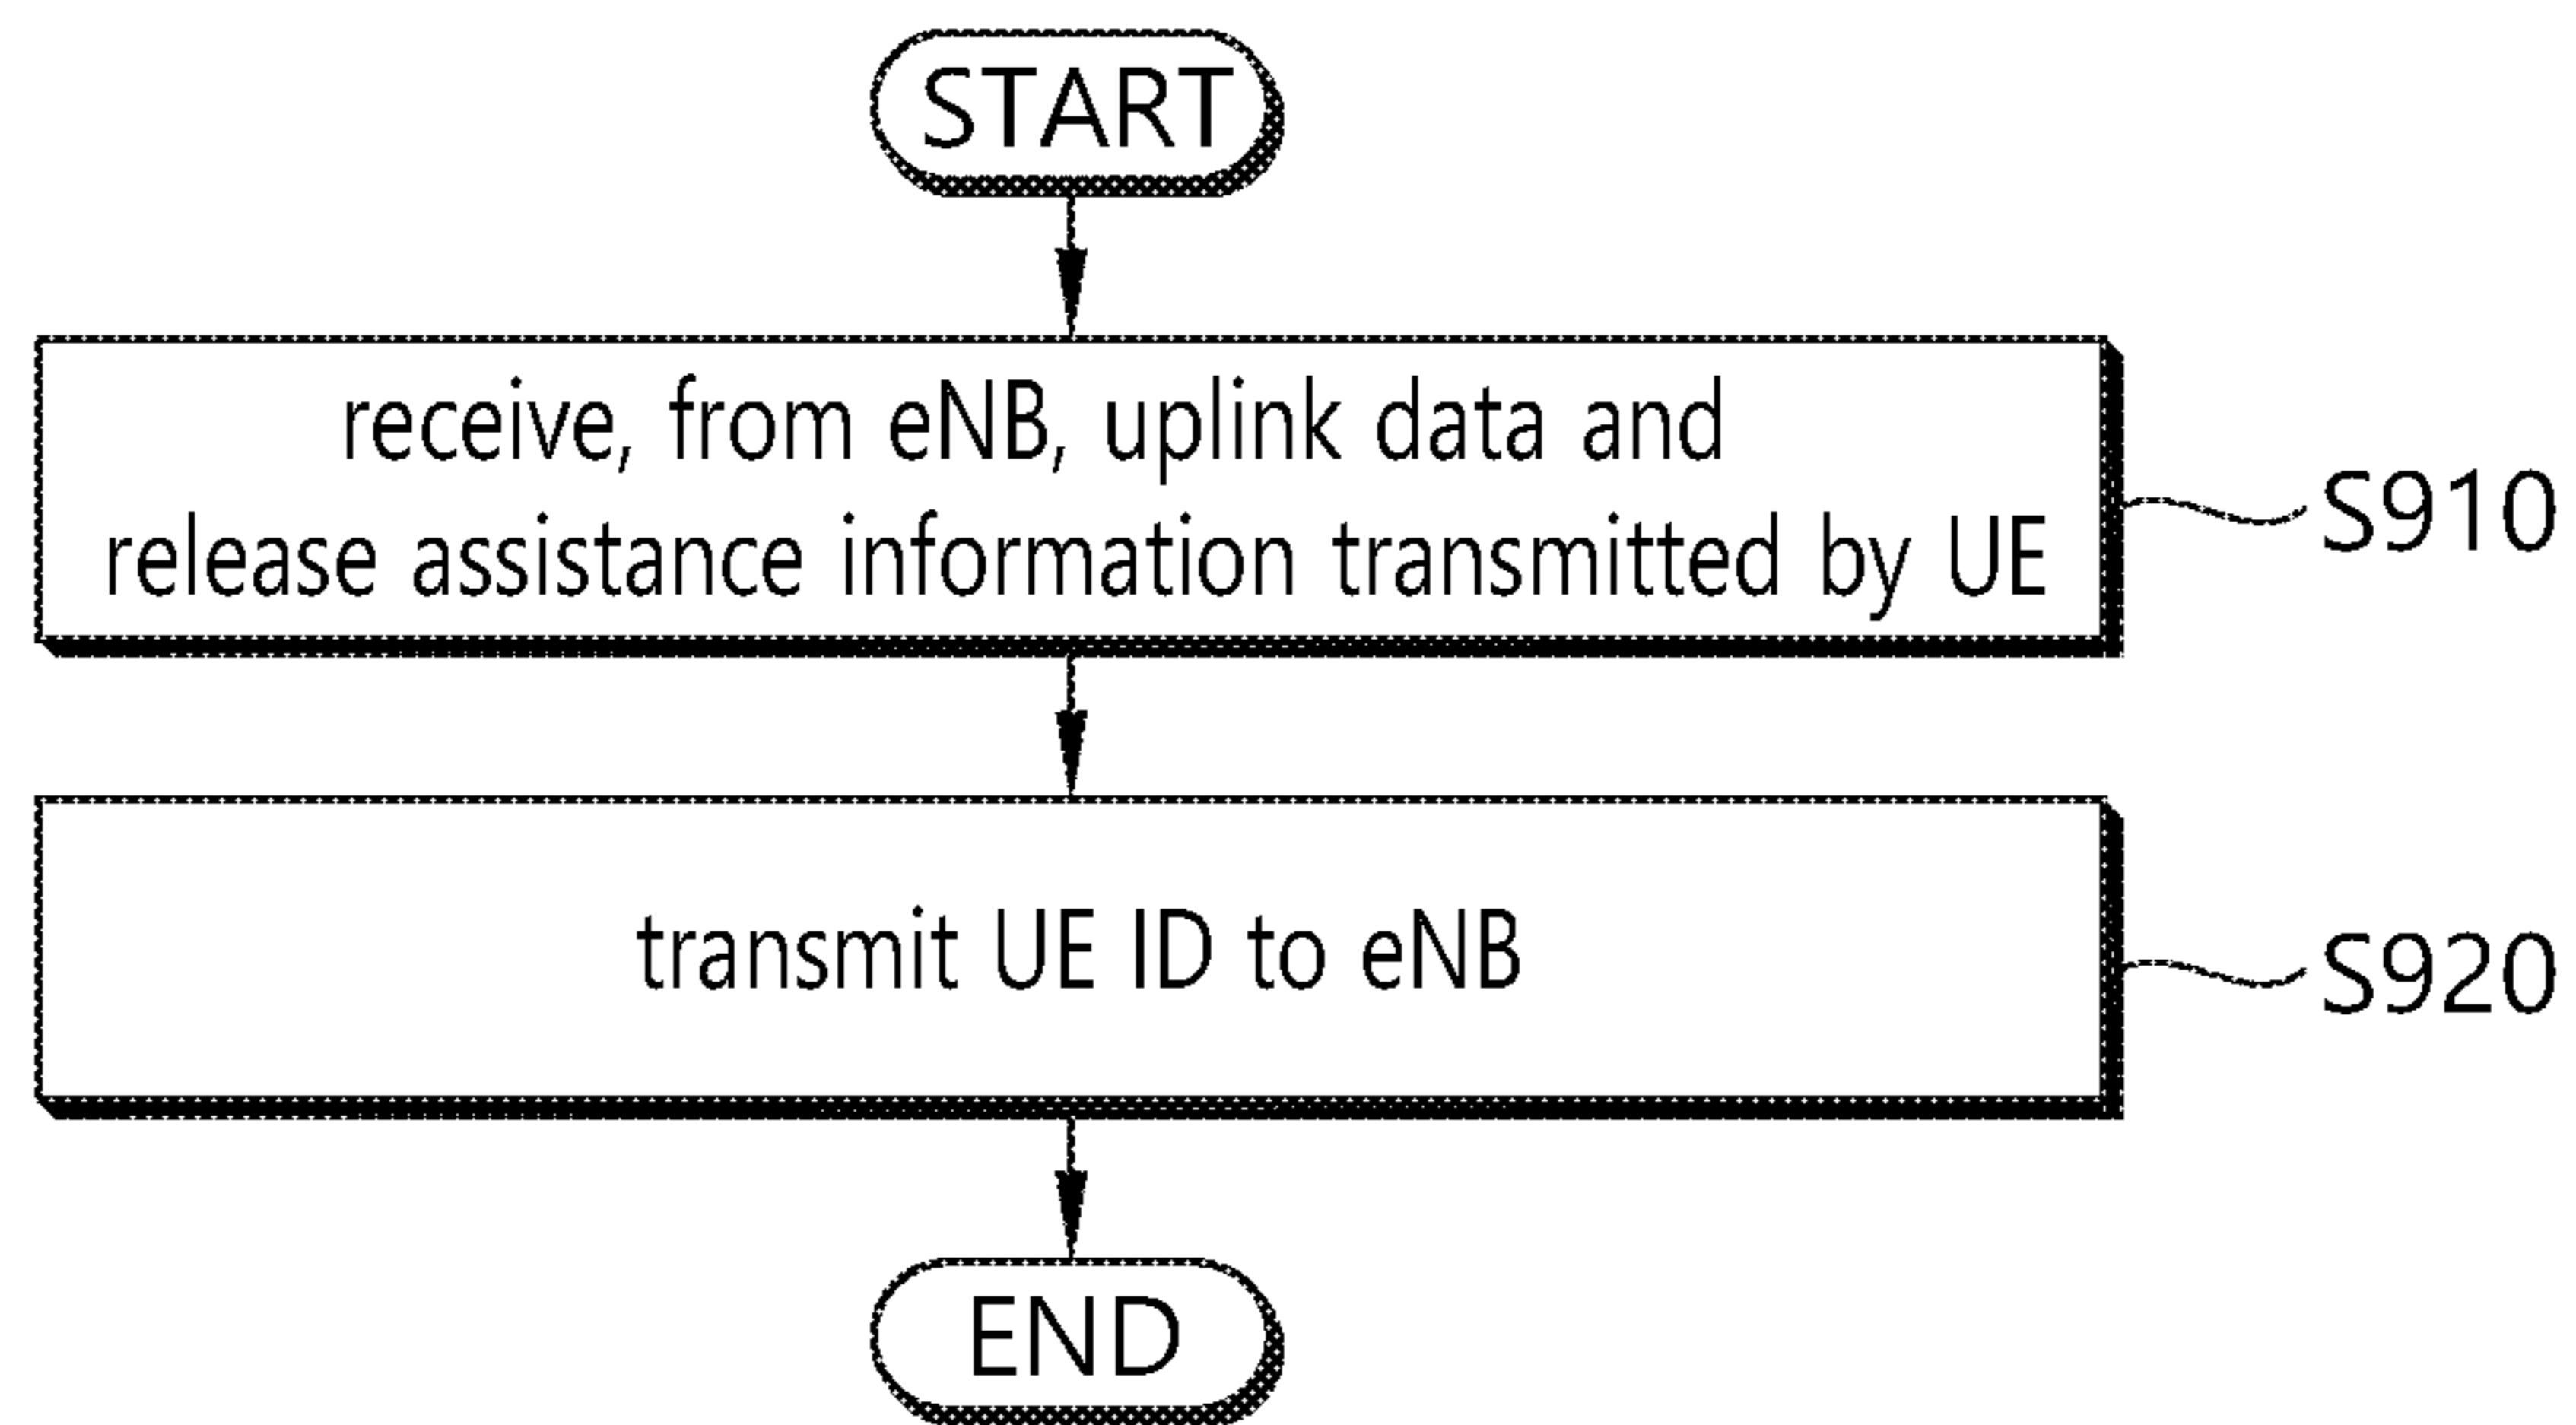 START
receive, from eNB, uplink data and
release assistance information transmitted by UE
S910
transmit UE ID to eNB
S920
END